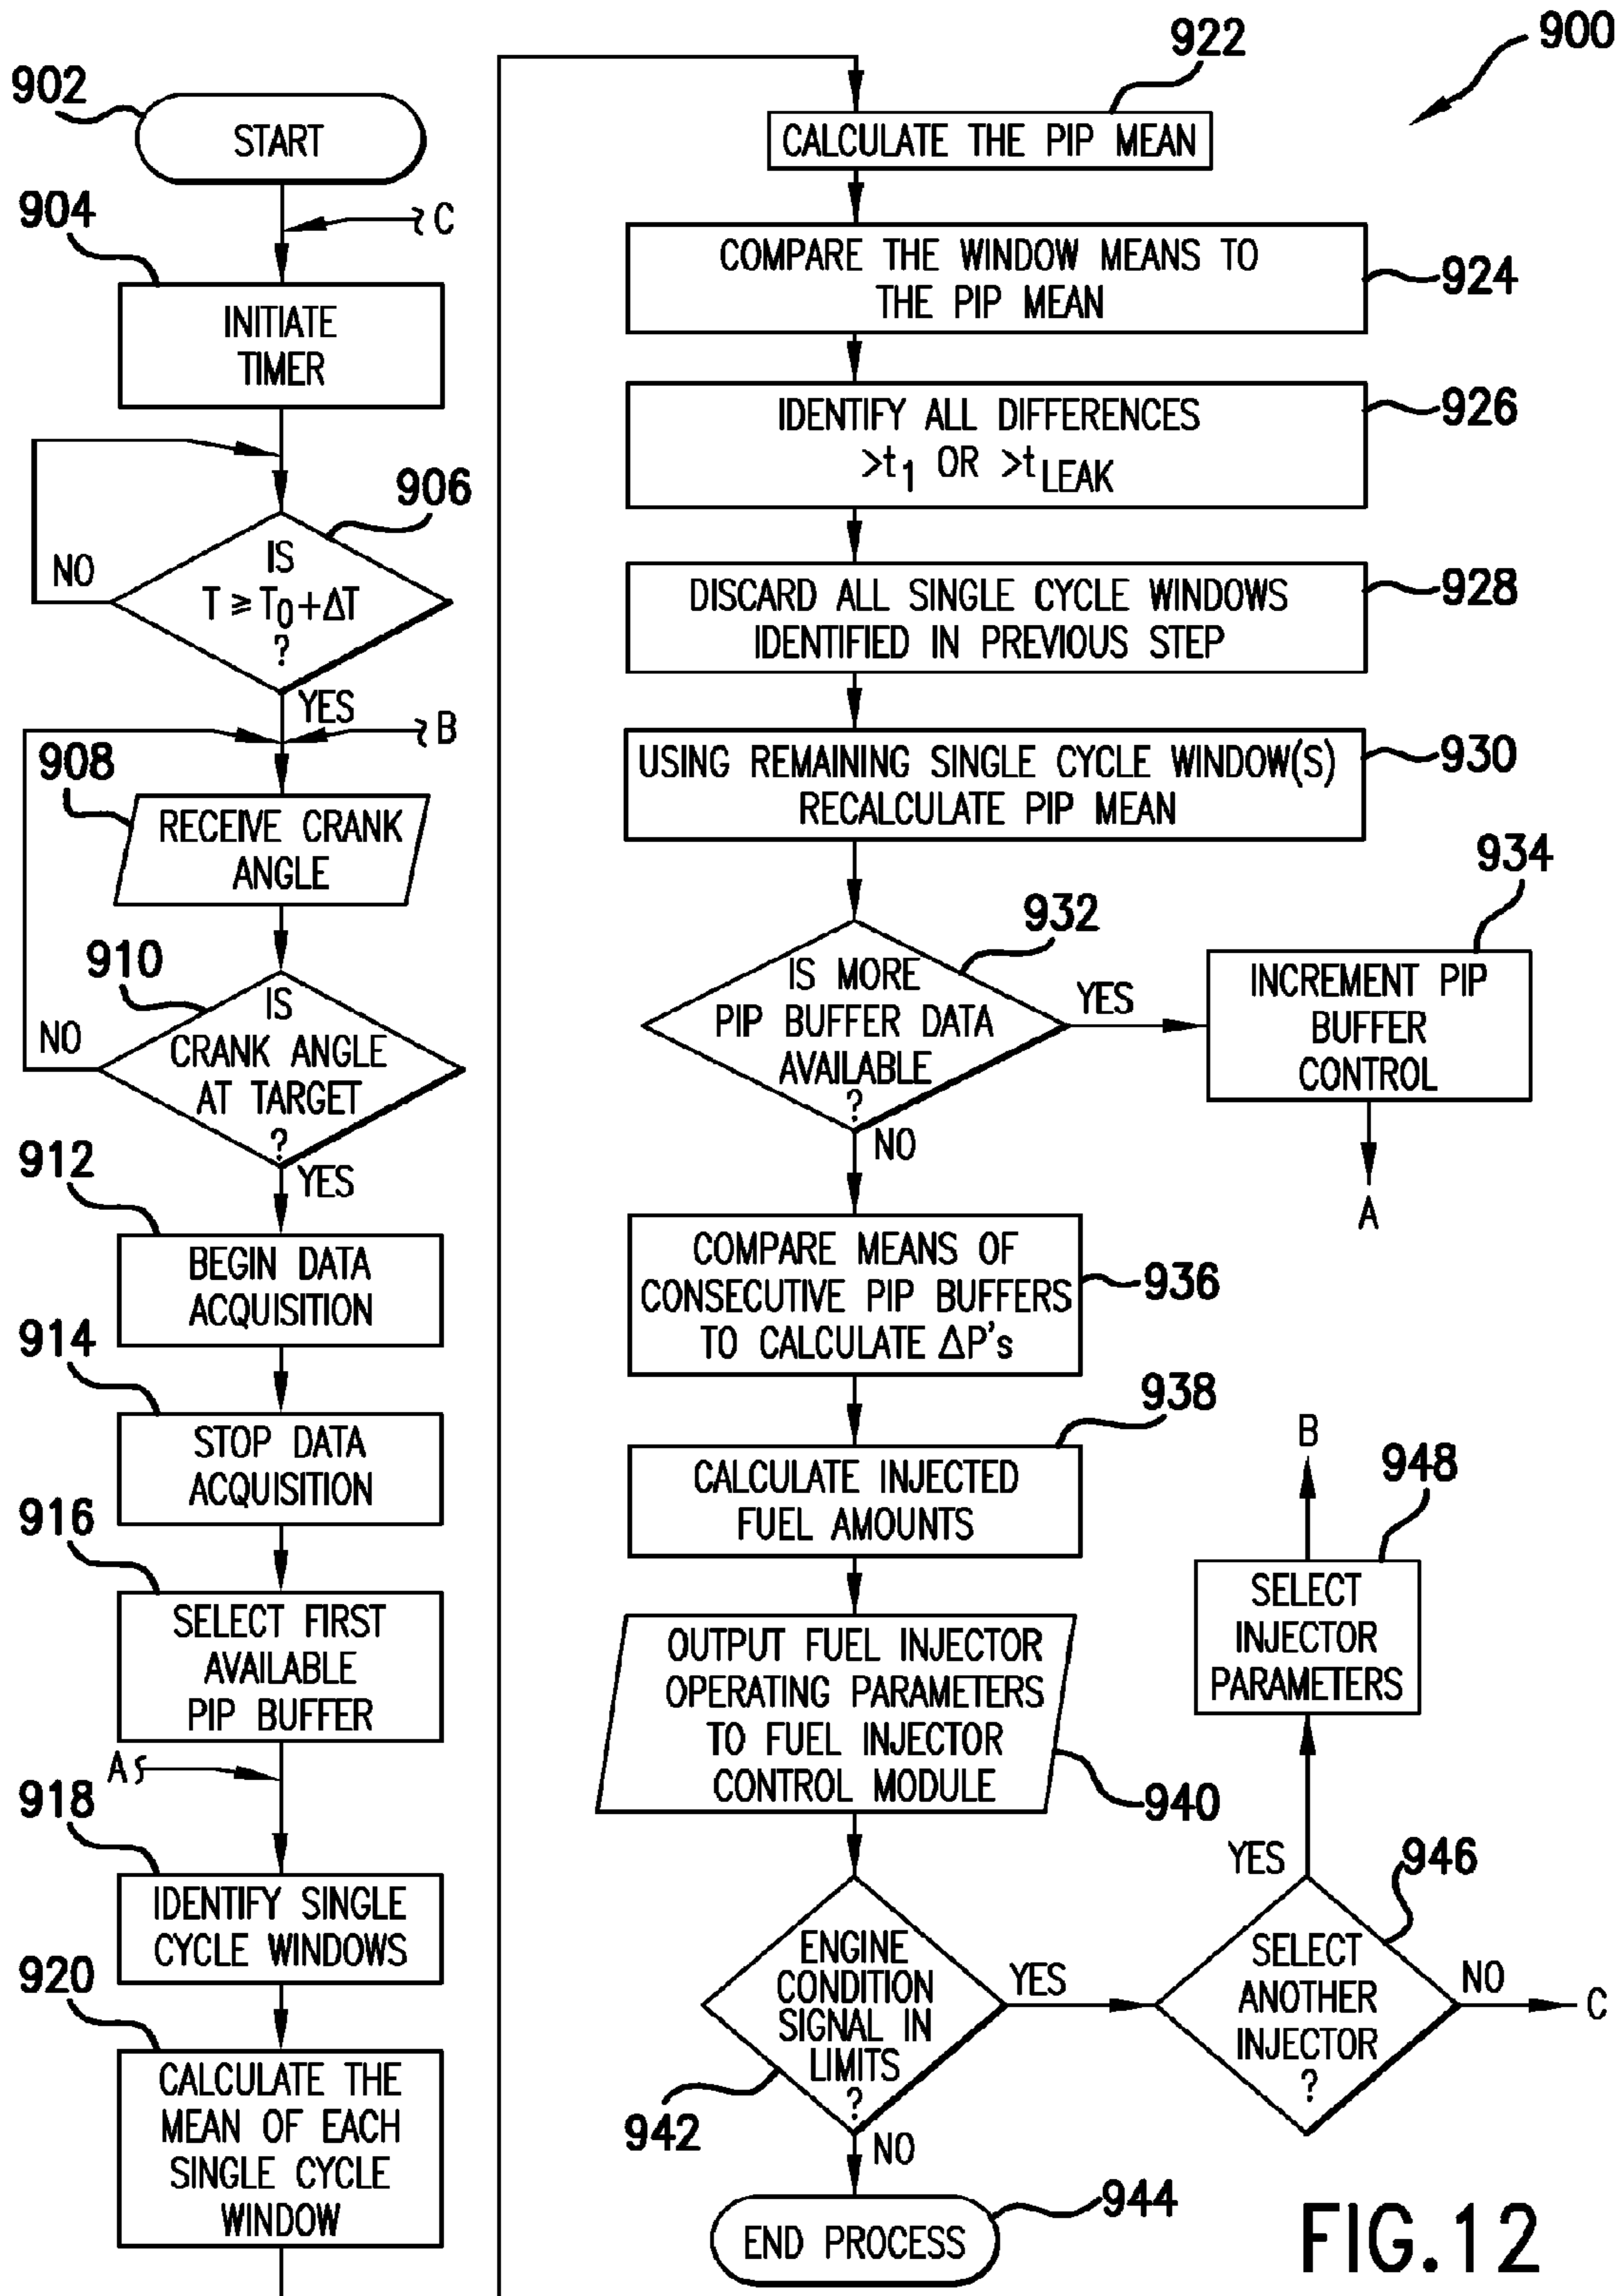 902
START
C
904
INITIATE
TIMER
906
IS
T ≥ T0+ΔT
?
NO
YES
B
908
RECEIVE CRANK
ANGLE
910
IS
CRANK ANGLE
AT TARGET
?
NO
YES
912
BEGIN DATA
ACQUISITION
914
STOP DATA
ACQUISITION
916
SELECT FIRST
AVAILABLE
PIP BUFFER
A
918
IDENTIFY SINGLE
CYCLE WINDOWS
920
CALCULATE THE
MEAN OF EACH
SINGLE CYCLE
WINDOW
900
922
CALCULATE THE PIP MEAN
COMPARE THE WINDOW MEANS TO
THE PIP MEAN
924
IDENTIFY ALL DIFFERENCES
>t1 OR >tLEAK
926
DISCARD ALL SINGLE CYCLE WINDOWS
IDENTIFIED IN PREVIOUS STEP
928
USING REMAINING SINGLE CYCLE WINDOW(S)
RECALCULATE PIP MEAN
930
932
IS MORE
PIP BUFFER DATA
AVAILABLE
?
YES
NO
934
INCREMENT PIP
BUFFER
CONTROL
A
COMPARE MEANS OF
CONSECUTIVE PIP BUFFERS
TO CALCULATE ΔP's
936
938
CALCULATE INJECTED
FUEL AMOUNTS
OUTPUT FUEL INJECTOR
OPERATING PARAMETERS
TO FUEL INJECTOR
CONTROL MODULE
940
ENGINE
CONDITION
SIGNAL IN
LIMITS
?
942
YES
NO
944
END PROCESS
946
SELECT
ANOTHER
INJECTOR
?
YES
NO
C
948
SELECT
INJECTOR
PARAMETERS
B
FIG.12